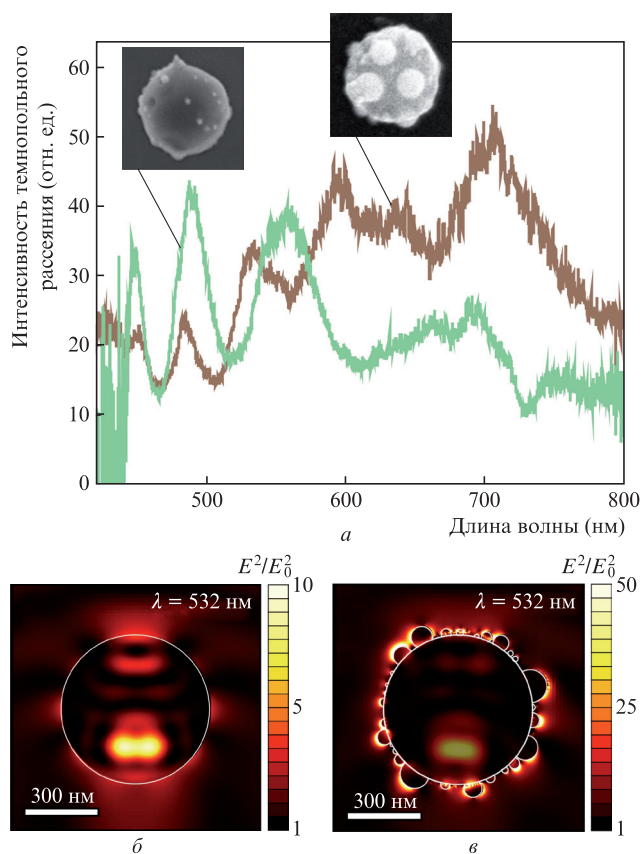 Интенсивность темнопольного
рассеяния (отн. ед.)
60
50
40
30
20
10
0
500
600
700
800
а
Длина волны (нм)
E²/E₀²
10
5
1
λ = 532 нм
300 нм
б
E²/E₀²
50
25
1
λ = 532 нм
300 нм
в